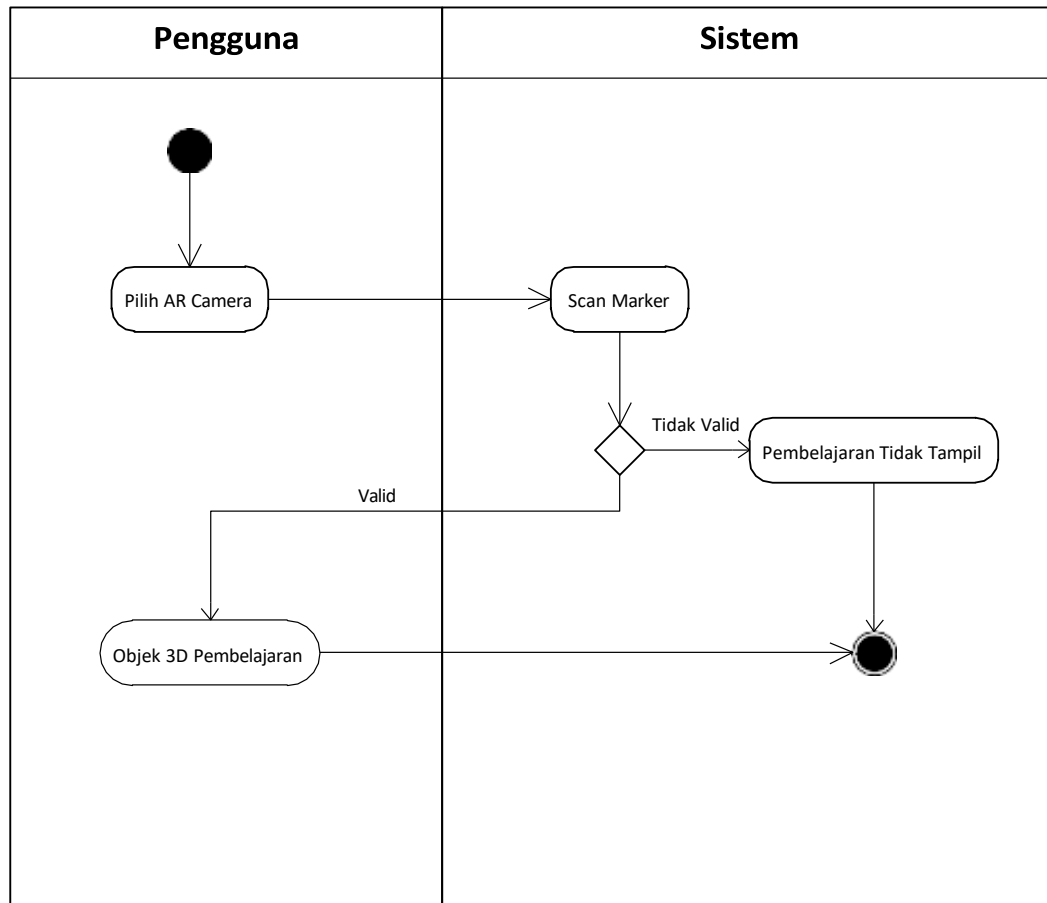 Pengguna
Sistem
Pilih AR Camera
Scan Marker
Tidak Valid
Pembelajaran Tidak Tampil
Valid
Objek 3D Pembelajaran